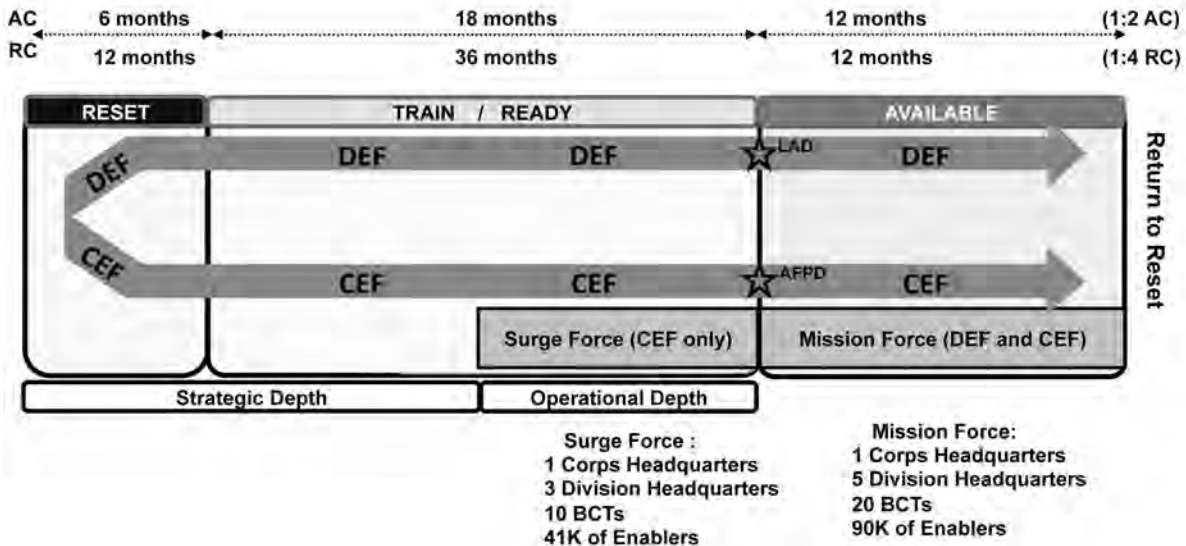 AC 6 months 18 months 12 months (1:2 AC)
RC 12 months 36 months 12 months (1:4 RC)
RESET TRAIN / READY AVAILABLE
DEF DEF DEF LAD DEF
CEF CEF CEF AFPD CEF
Return to Reset
Surge Force (CEF only) Mission Force (DEF and CEF)
Strategic Depth Operational Depth
Surge Force :
1 Corps Headquarters
3 Division Headquarters
10 BCTs
41K of Enablers
Mission Force:
1 Corps Headquarters
5 Division Headquarters
20 BCTs
90K of Enablers